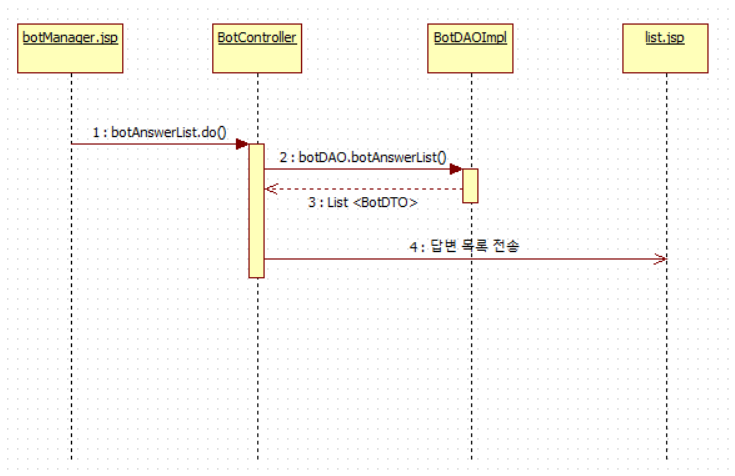 botManager.jsp
BotController
BotDAOImpl
list.jsp
1 : botAnswerList.do()
2 : botDAO.botAnswerList()
3 : List <BotDTO>
4 : 답변 목록 전송